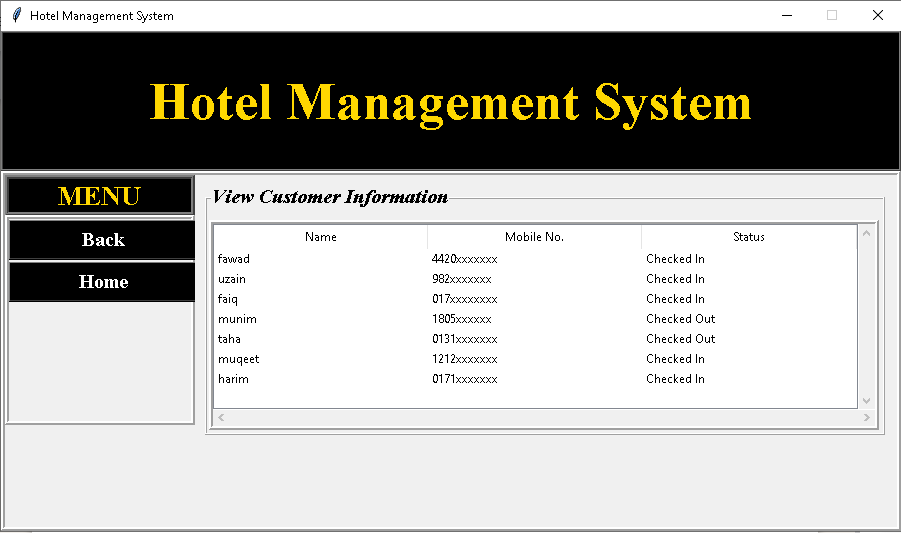 Hotel Management System
Hotel Management System
MENU
Back
Home
View Customer Information
Name Mobile No. Status
fawad 4420xxxxxxx Checked In
uzain 982xxxxxxx Checked In
faiq 017xxxxxxxx Checked In
munim 1805xxxxxx Checked Out
taha 0131xxxxxxx Checked Out
muqeet 1212xxxxxxx Checked In
harim 0171xxxxxxx Checked In